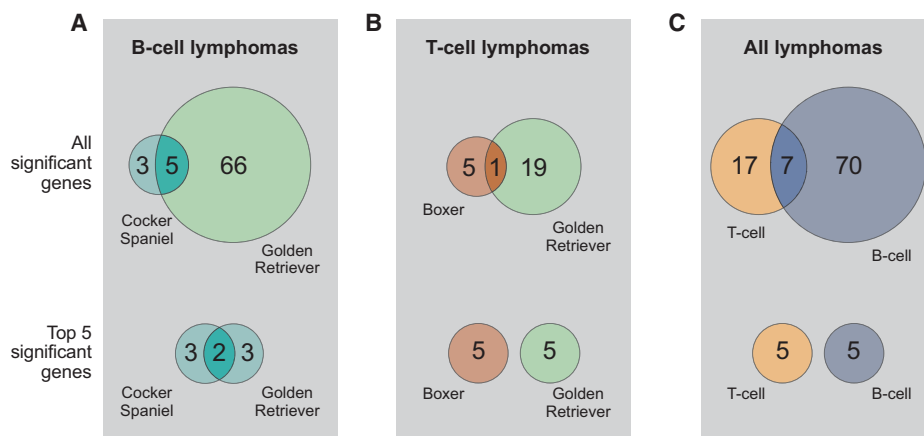 A
B-cell lymphomas
All
significant
genes
3 5 66
Cocker
Spaniel
Golden
Retriever
Top 5
significant
genes
3 2 3
Cocker
Spaniel
Golden
Retriever
B
T-cell lymphomas
5 1 19
Boxer
Golden
Retriever
5 5
Boxer
Golden
Retriever
C
All lymphomas
17 7 70
T-cell
B-cell
5 5
T-cell
B-cell